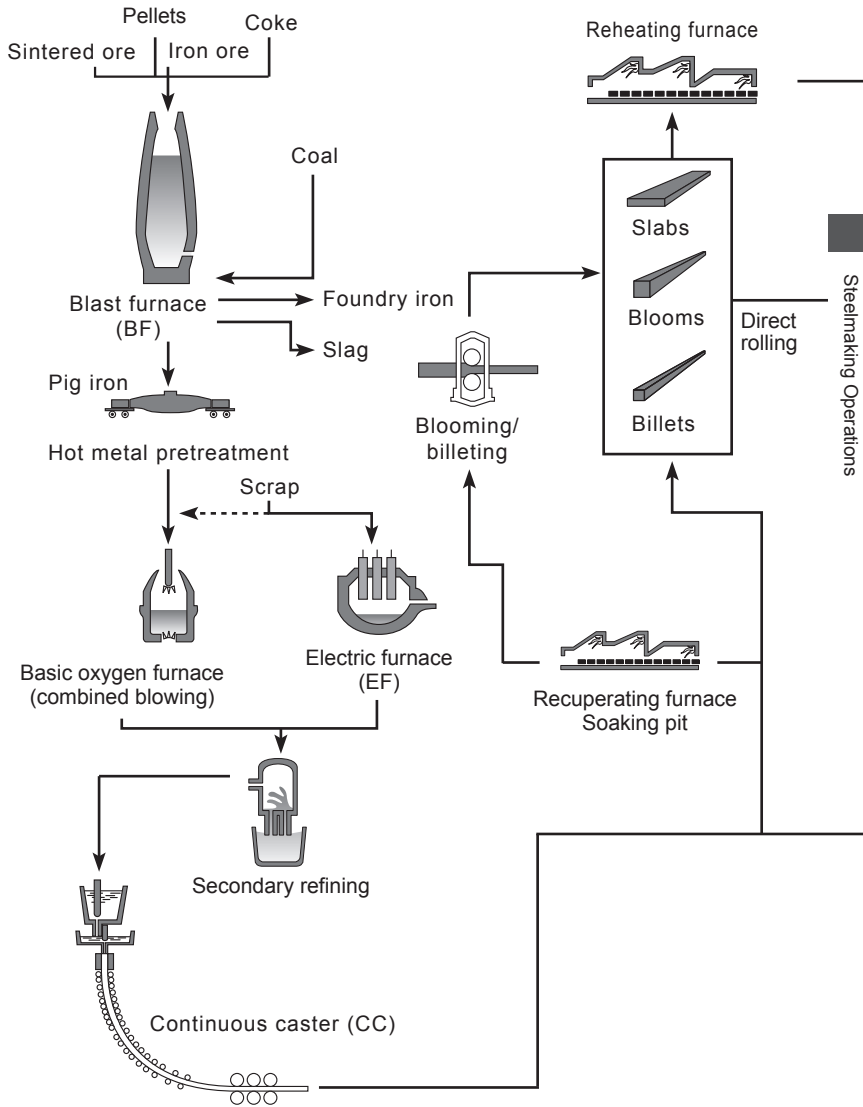 Pellets
Coke
Sintered ore
Iron ore
Coal
Blast furnace
(BF)
Foundry iron
Slag
Pig iron
Hot metal pretreatment
Scrap
Basic oxygen furnace
(combined blowing)
Electric furnace
(EF)
Secondary refining
Continuous caster (CC)
Blooming/
billeting
Recuperating furnace
Soaking pit
Reheating furnace
Slabs
Blooms
Billets
Direct
rolling
Steelmaking Operations